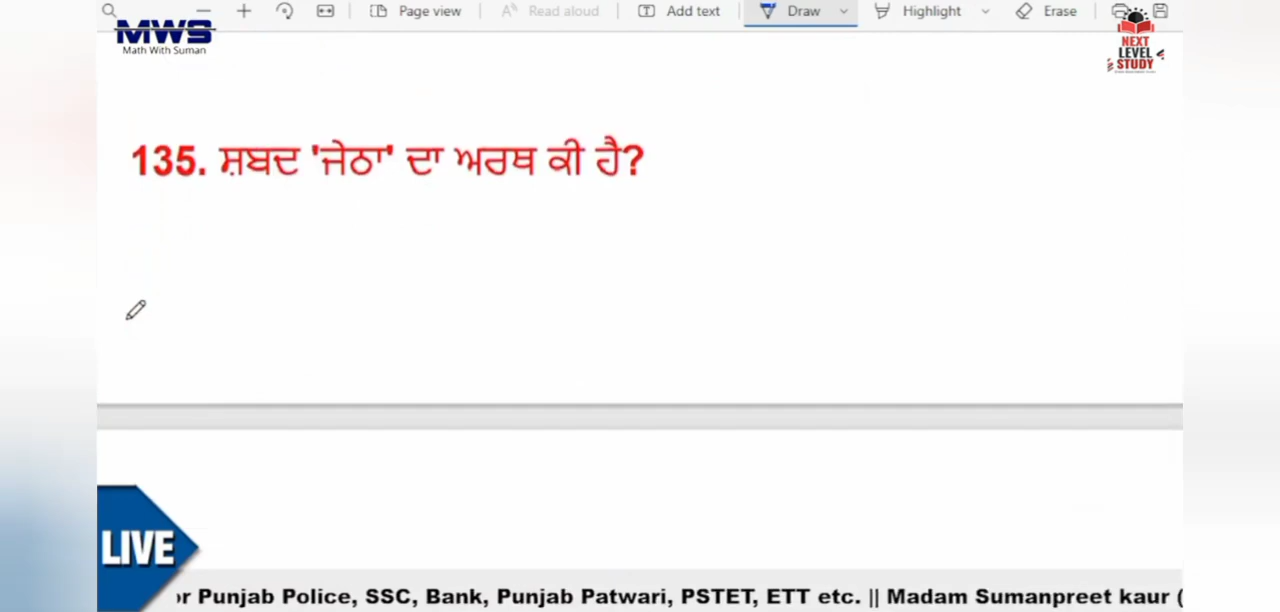 Page view
Read aloud
Add text
Draw
Highlight
Erase
MWS
Math With Suman
NEXT
LEVEL
STUDY
135. ਸ਼ਬਦ 'ਜੇਠਾ' ਦਾ ਅਰਥ ਕੀ ਹੈ?
LIVE
or Punjab Police, SSC, Bank, Punjab Patwari, PSTET, ETT etc. || Madam Sumanpreet kaur (